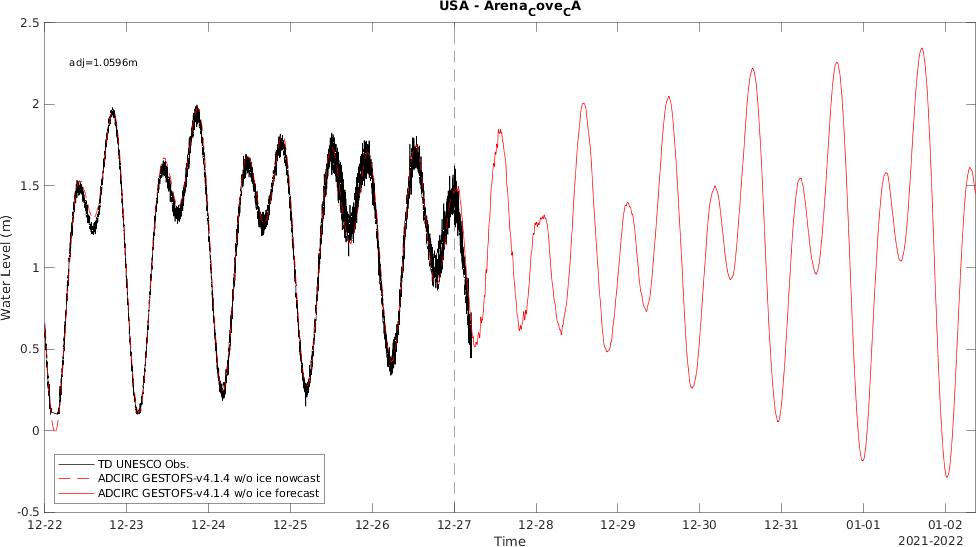 USA - ArenaCoveCA
2.5
adj=1.0596m
2
1.5
1
0.5
0
-0.5
Water Level (m)
TD UNESCO Obs.
ADCIRC GESTOFS-v4.1.4 w/o ice nowcast
ADCIRC GESTOFS-v4.1.4 w/o ice forecast
12-22 12-23 12-24 12-25 12-26 12-27 12-28 12-29 12-30 12-31 01-01 01-02
Time
2021-2022